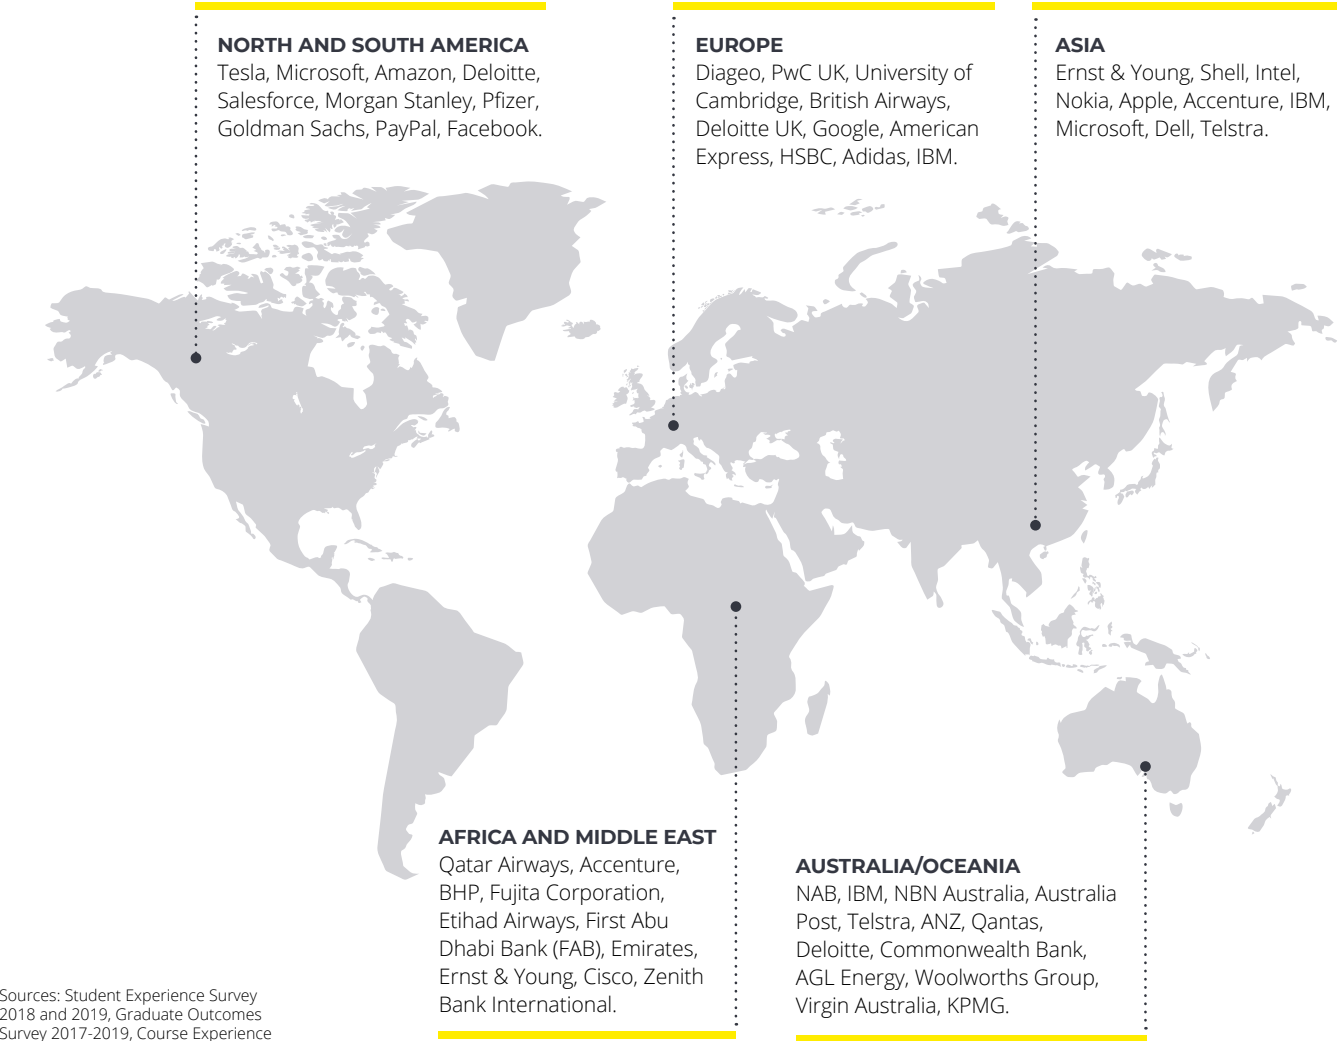 NORTH AND SOUTH AMERICA
Tesla, Microsoft, Amazon, Deloitte,
Salesforce, Morgan Stanley, Pfizer,
Goldman Sachs, PayPal, Facebook.
EUROPE
Diageo, PwC UK, University of
Cambridge, British Airways,
Deloitte UK, Google, American
Express, HSBC, Adidas, IBM.
ASIA
Ernst & Young, Shell, Intel,
Nokia, Apple, Accenture, IBM,
Microsoft, Dell, Telstra.
AFRICA AND MIDDLE EAST
Qatar Airways, Accenture,
BHP, Fujita Corporation,
Etihad Airways, First Abu
Dhabi Bank (FAB), Emirates,
Ernst & Young, Cisco, Zenith
Bank International.
AUSTRALIA/OCEANIA
NAB, IBM, NBN Australia, Australia
Post, Telstra, ANZ, Qantas,
Deloitte, Commonwealth Bank,
AGL Energy, Woolworths Group,
Virgin Australia, KPMG.
Sources: Student Experience Survey
2018 and 2019, Graduate Outcomes
Survey 2017-2019, Course Experience